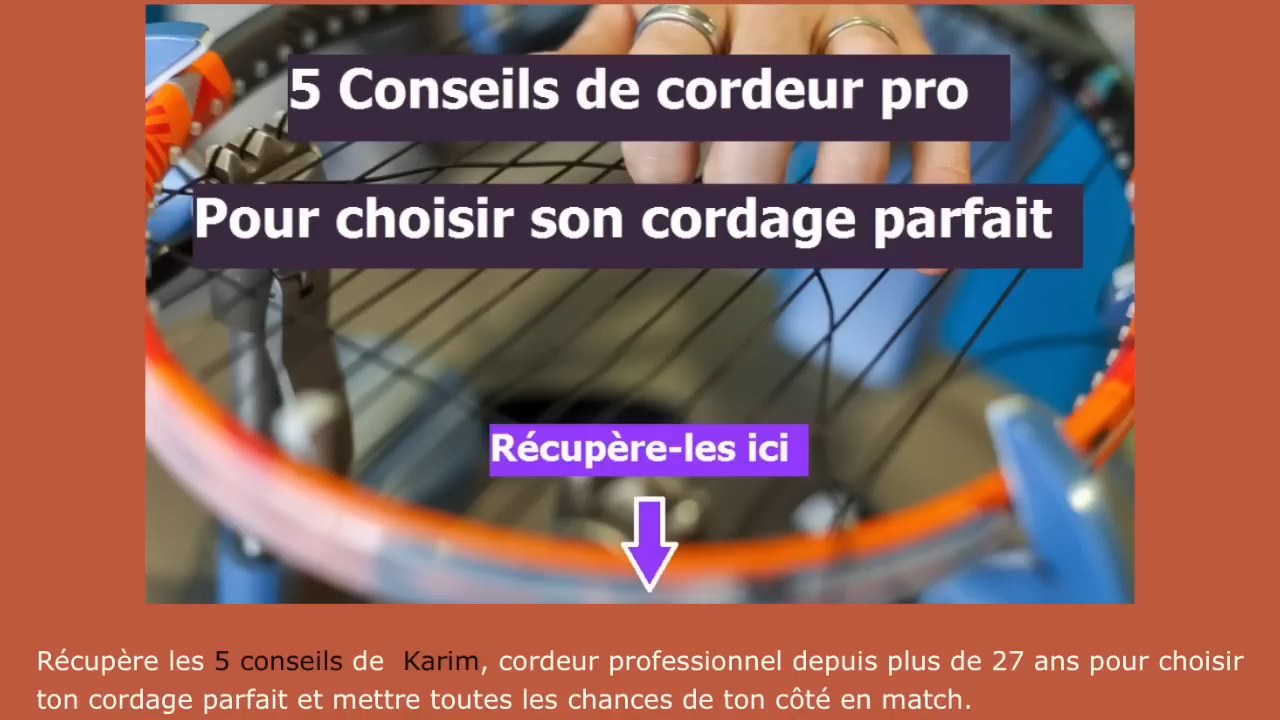 5 Conseils de cordeur pro
Pour choisir son cordage parfait
Récupère-les ici
Récupère les 5 conseils de Karim, cordeur professionnel depuis plus de 27 ans pour choisir
ton cordage parfait et mettre toutes les chances de ton côté en match.